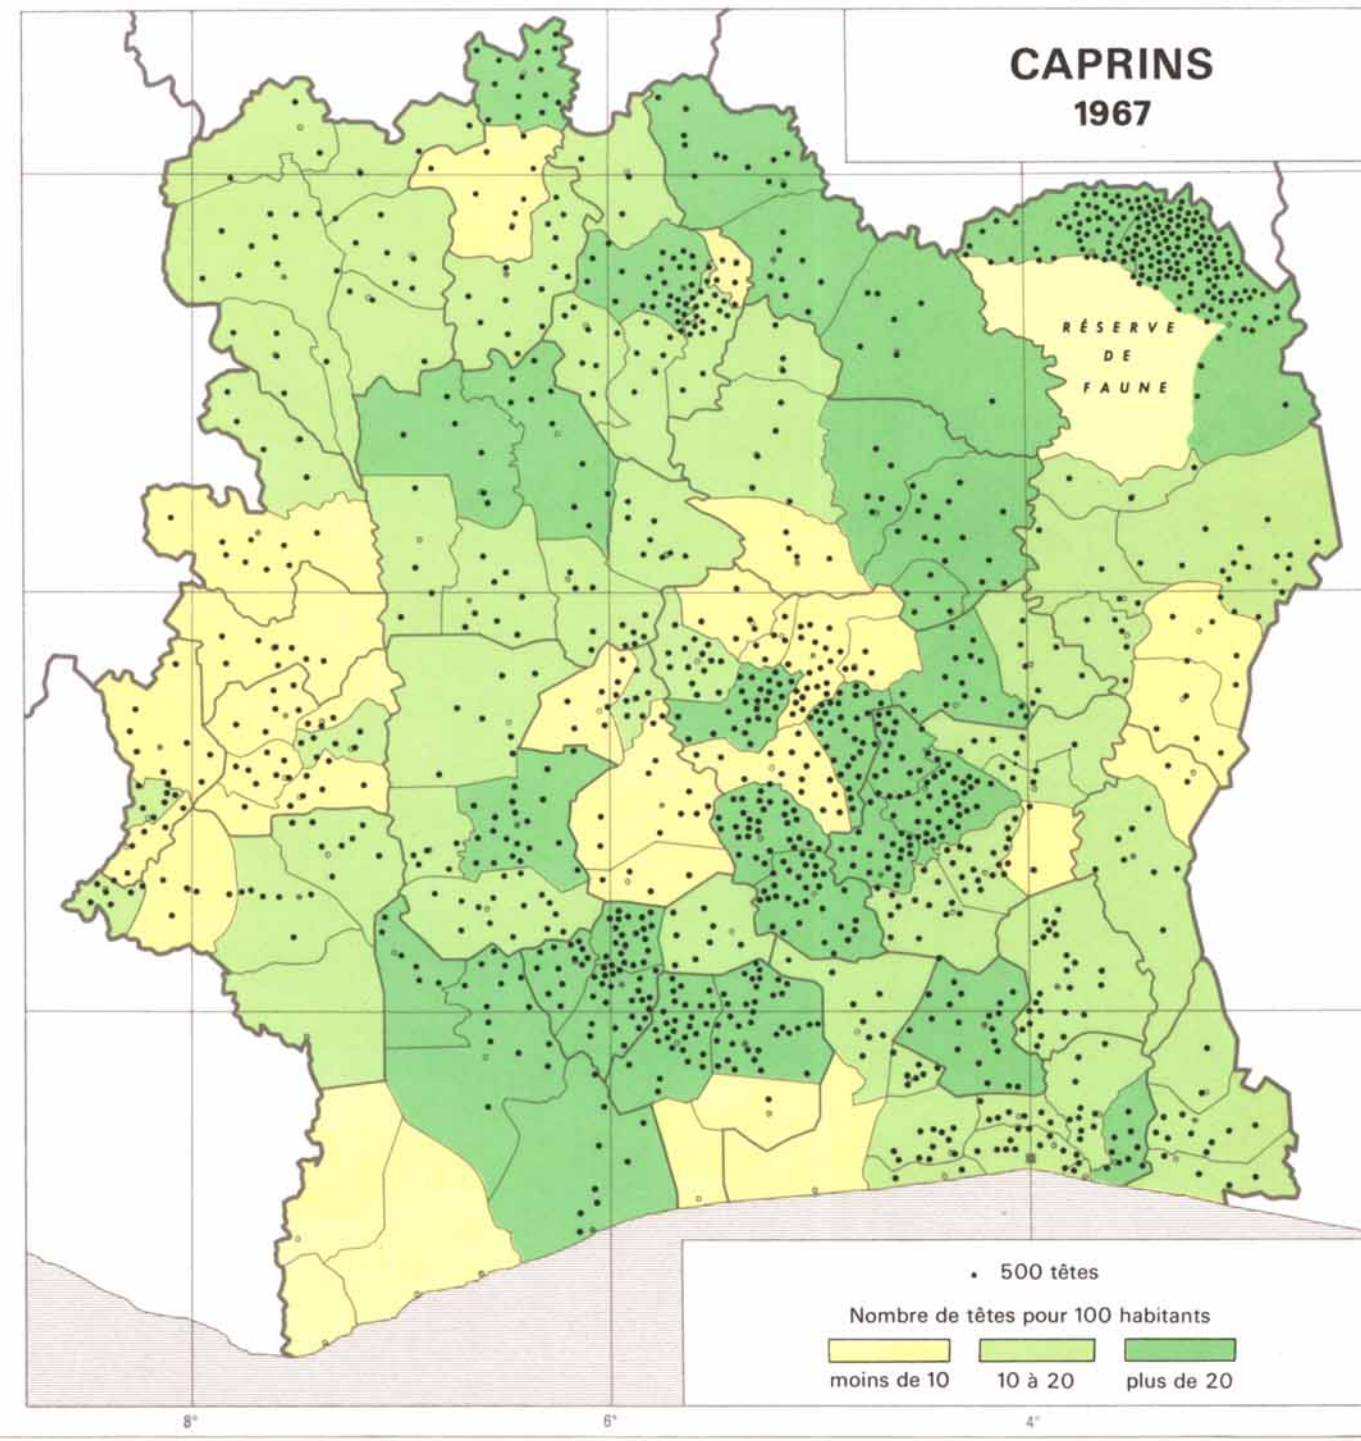 CAPRINS
1967
RÉSERVE
DE
FAUNE
500 têtes
Nombre de têtes pour 100 habitants
moins de 10 10 à 20 plus de 20
8° 6° 4°